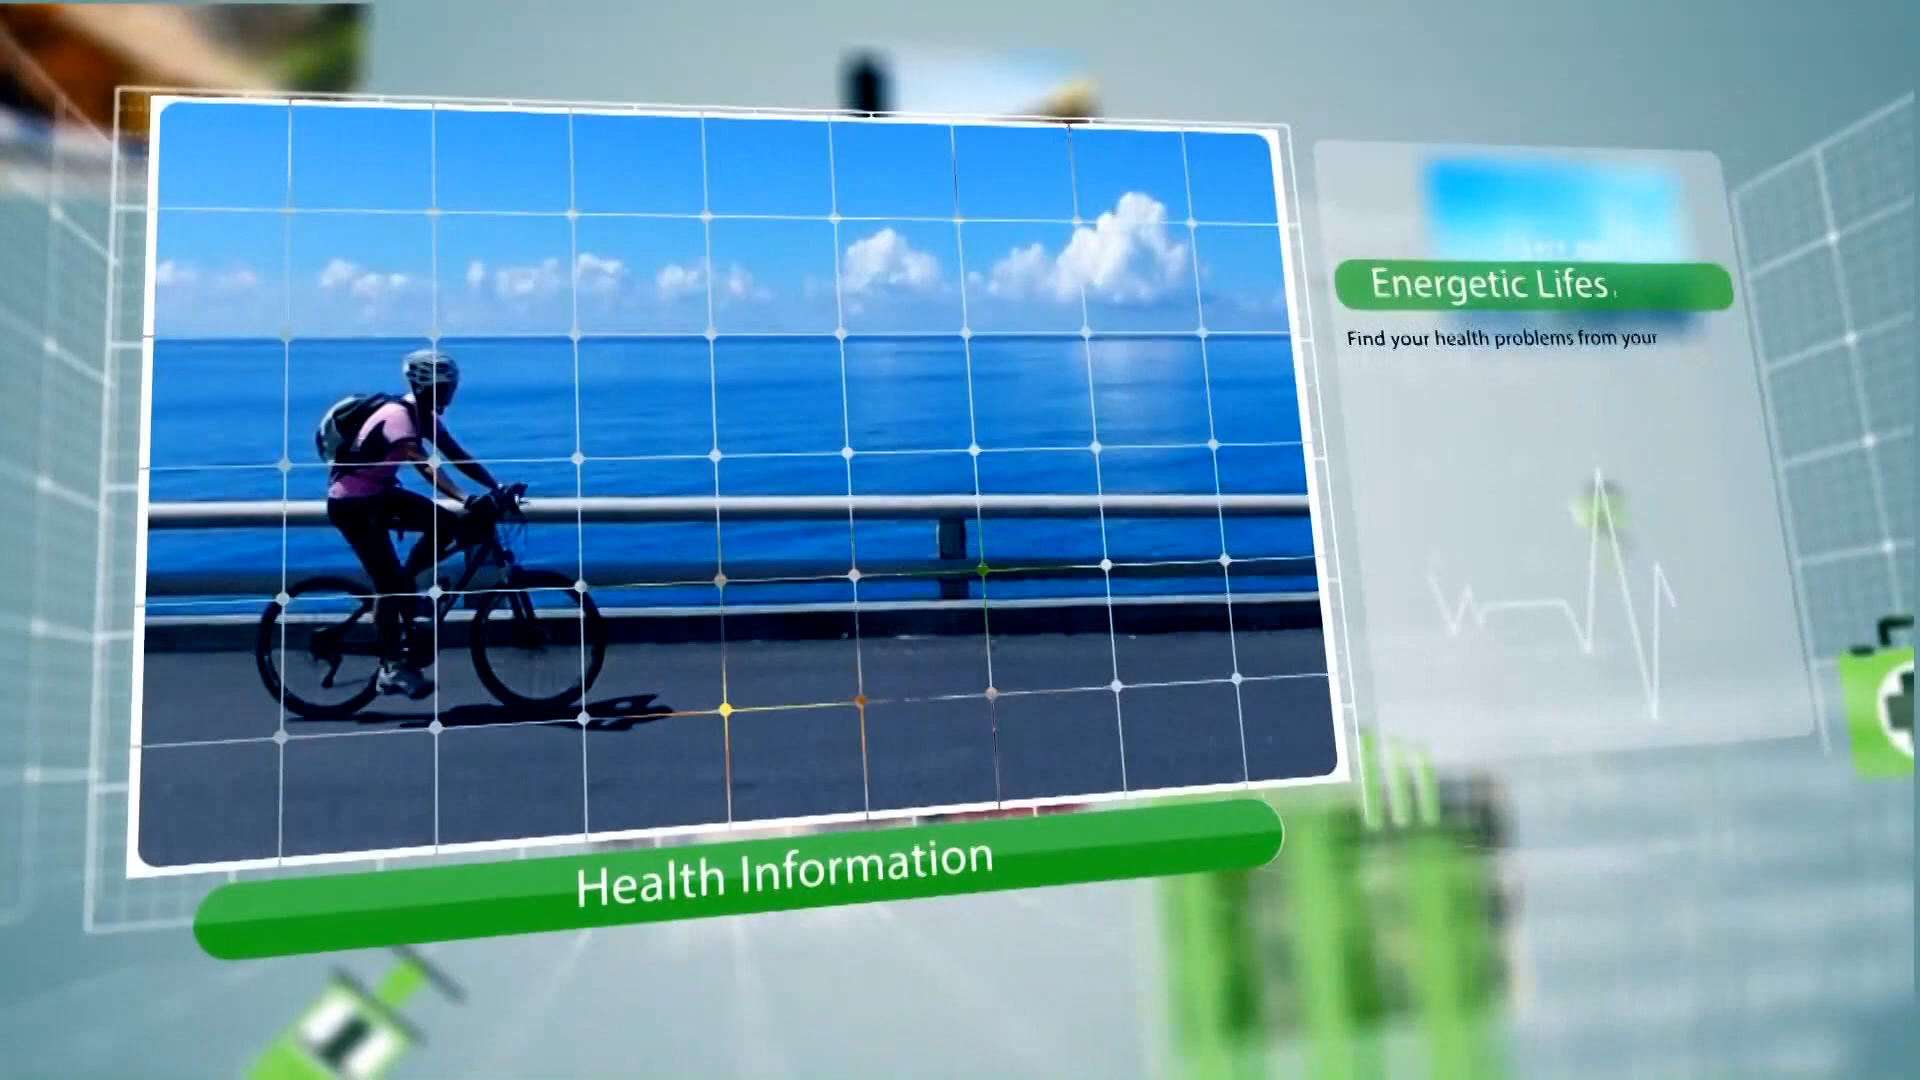 Energetic Lifes
Find your health problems from your
Health Information